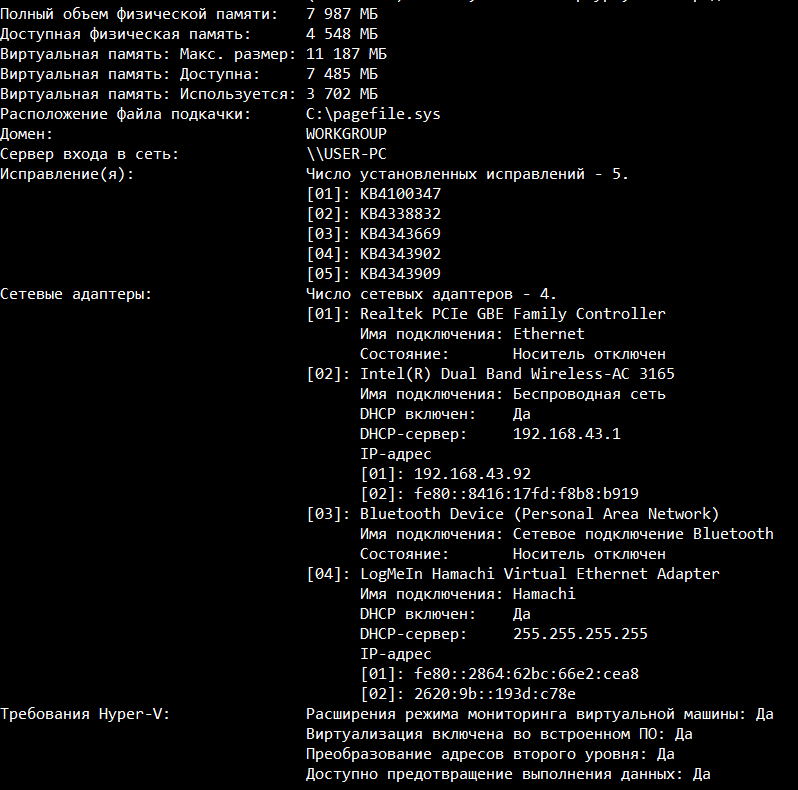 Полный объем физической памяти: 7 987 МБ
Доступная физическая память: 4 548 МБ
Виртуальная память: Макс. размер: 11 187 МБ
Виртуальная память: Доступна: 7 485 МБ
Виртуальная память: Используется: 3 702 МБ
Расположение файла подкачки: C:\pagefile.sys
Домен: WORKGROUP
Сервер входа в сеть: \\USER-PC
Исправление(я): Число установленных исправлений - 5.
[01]: KB4100347
[02]: KB4338832
[03]: KB4343669
[04]: KB4343902
[05]: KB4343909
Сетевые адаптеры: Число сетевых адаптеров - 4.
[01]: Realtek PCIe GBE Family Controller
Имя подключения: Ethernet
Состояние: Носитель отключен
[02]: Intel(R) Dual Band Wireless-AC 3165
Имя подключения: Беспроводная сеть
DHCP включен: Да
DHCP-сервер: 192.168.43.1
IP-адрес
[01]: 192.168.43.92
[02]: fe80::8416:17fd:f8b8:b919
[03]: Bluetooth Device (Personal Area Network)
Имя подключения: Сетевое подключение Bluetooth
Состояние: Носитель отключен
[04]: LogMeIn Hamachi Virtual Ethernet Adapter
Имя подключения: Hamachi
DHCP включен: Да
DHCP-сервер: 255.255.255.255
IP-адрес
[01]: fe80::2864:62bc:66e2:cea8
[02]: 2620:9b::193d:c78e
Требования Hyper-V: Расширения режима мониторинга виртуальной машины: Да
Виртуализация включена во встроенном ПО: Да
Преобразование адресов второго уровня: Да
Доступно предотвращение выполнения данных: Да